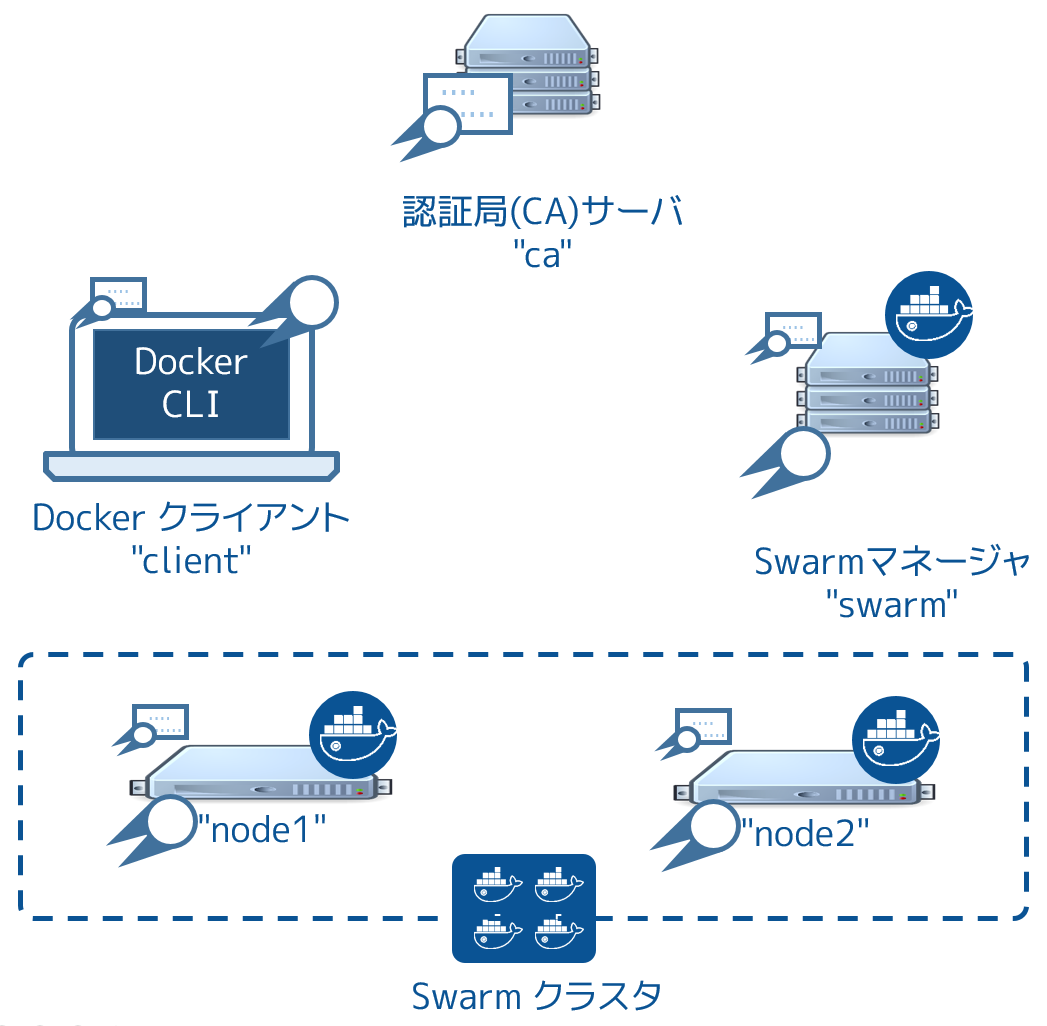 認証局(CA)サーバ
"ca"
Docker
CLI
Docker クライアント
"client"
Swarmマネージャ
"swarm"
"node1"
"node2"
Swarm クラスタ